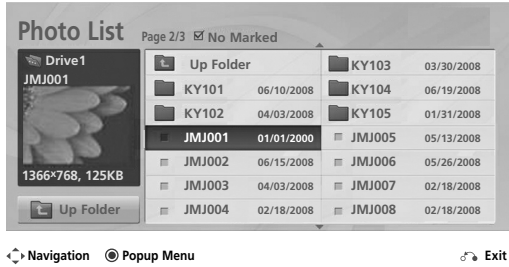 Photo List Page 2/3 ☑ No Marked
Drive1
JMJ001
1366×768, 125KB
Up Folder
Up Folder
KY101 06/10/2008
KY102 04/03/2008
JMJ001 01/01/2000
JMJ002 06/15/2008
JMJ003 04/03/2008
JMJ004 02/18/2008
KY103 03/30/2008
KY104 06/19/2008
KY105 01/31/2008
JMJ005 05/13/2008
JMJ006 05/26/2008
JMJ007 02/18/2008
JMJ008 02/18/2008
Navigation Popup Menu Exit